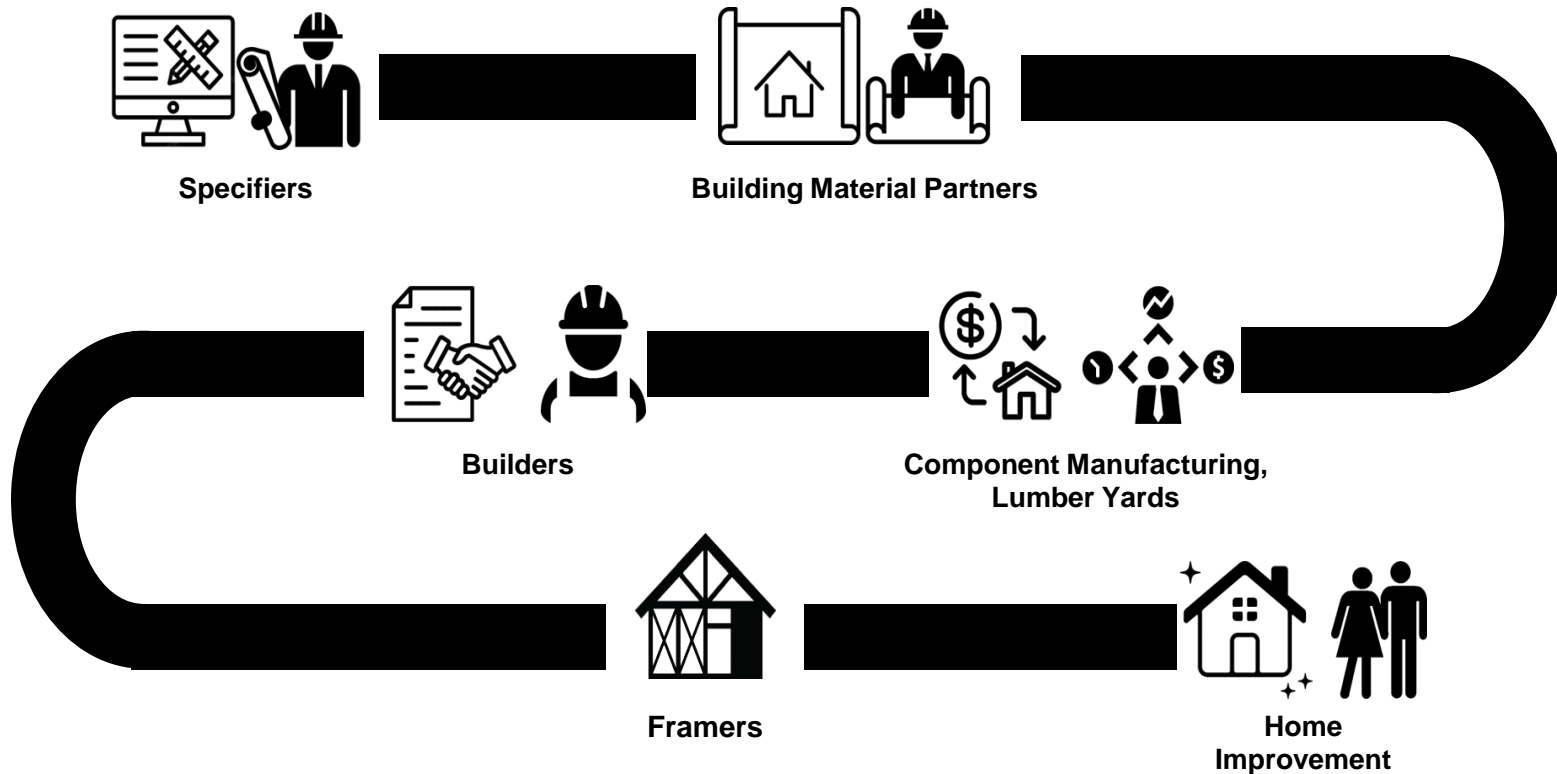 Specifiers
Building Material Partners
Builders
Component Manufacturing,
Lumber Yards
Framers
Home
Improvement